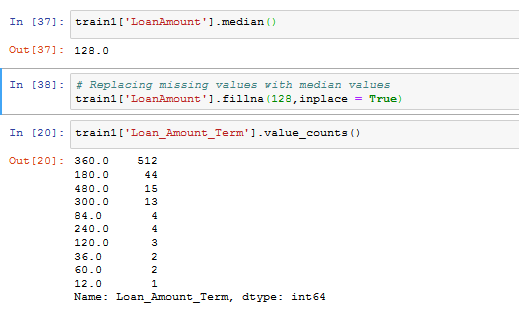 In [37]: train1['LoanAmount'].median()
Out[37]: 128.0
In [38]: # Replacing missing values with median values
train1['LoanAmount'].fillna(128,inplace = True)
In [20]: train1['Loan_Amount_Term'].value_counts()
Out[20]: 360.0 512
180.0 44
480.0 15
300.0 13
84.0 4
240.0 4
120.0 3
36.0 2
60.0 2
12.0 1
Name: Loan_Amount_Term, dtype: int64